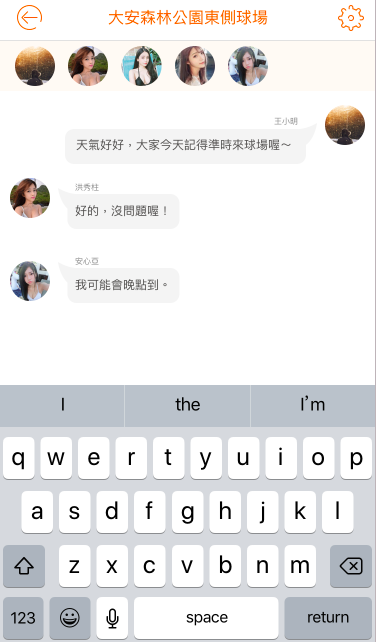 大安森林公園東側球場
王小明
天氣好好，大家今天記得準時來球場喔～
洪秀柱
好的，沒問題喔！
安心亞
我可能會晚點到。
I the I’m
q w e r t y u i o p
a s d f g h j k l
z x c v b n m
123 space return